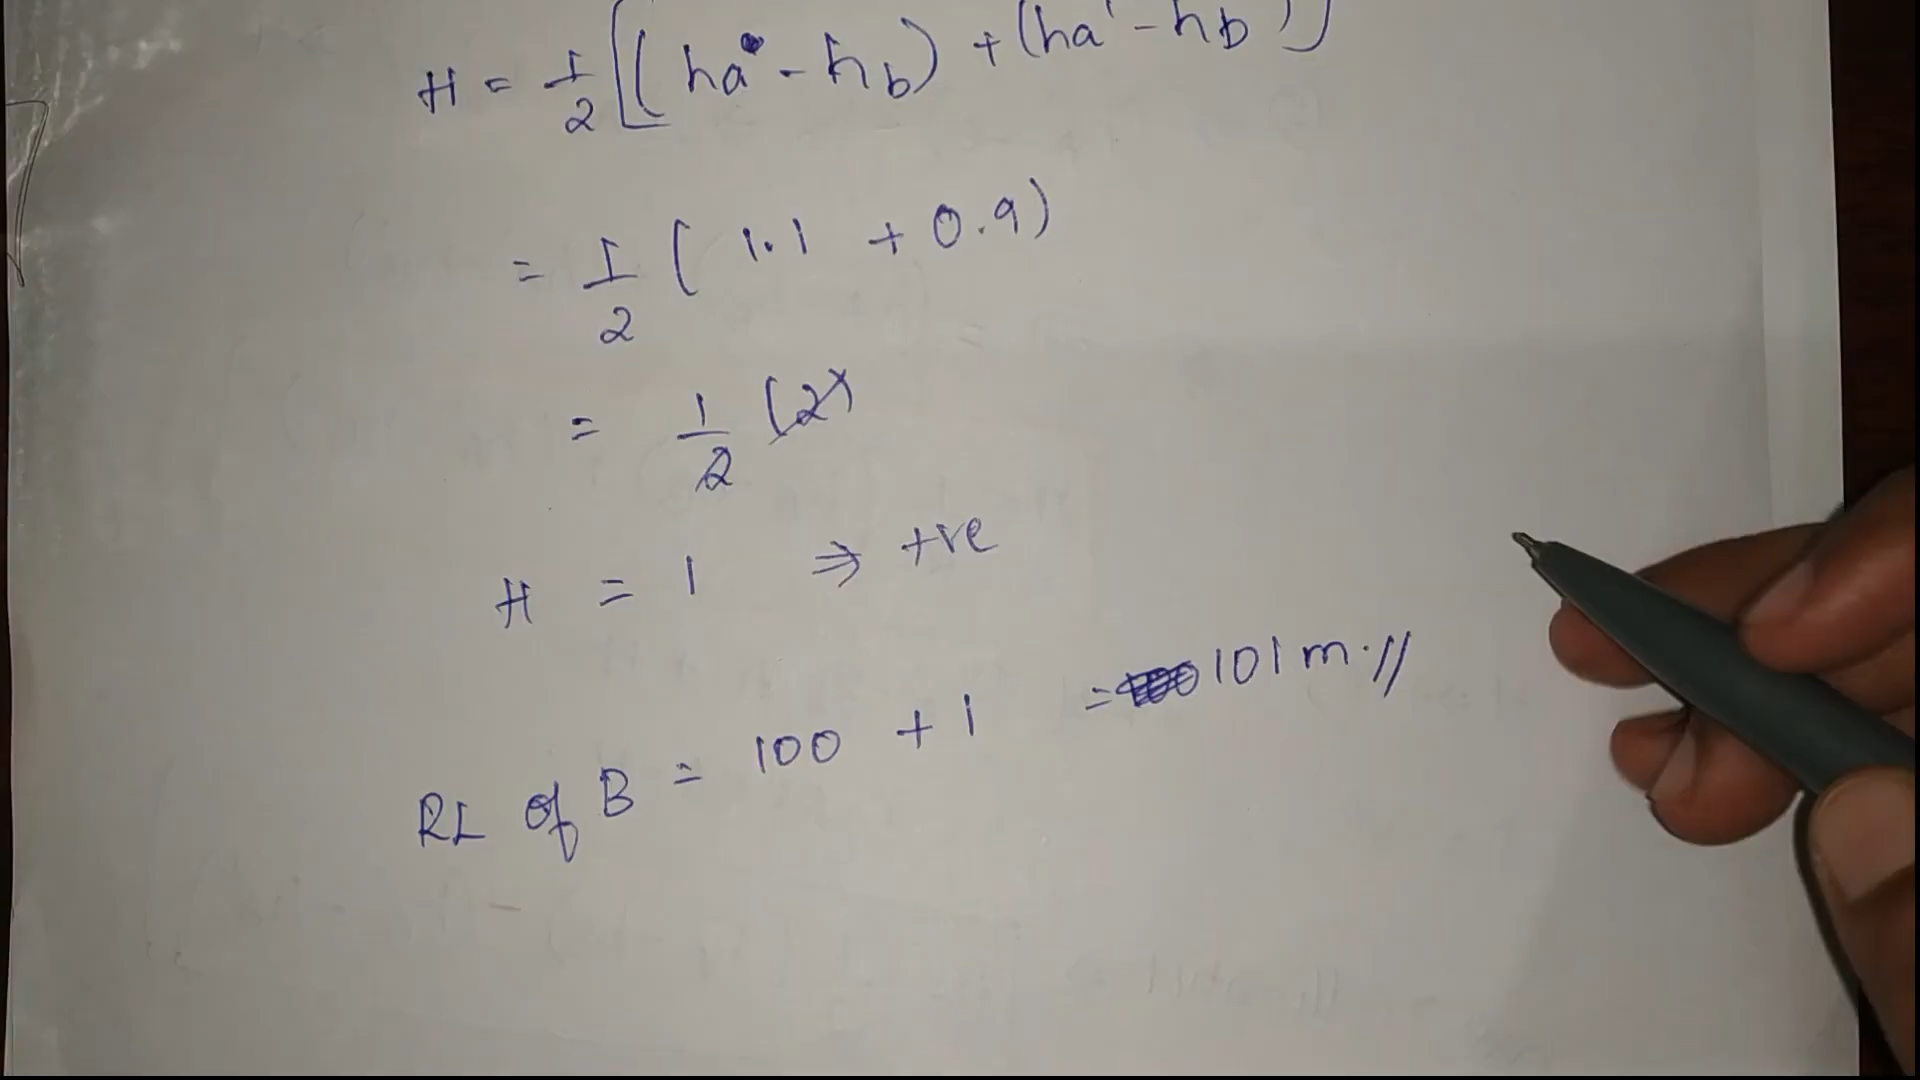 H = 1/2 [(ha - hb) + (ha' - hb')]
= 1/2 (1.1 + 0.9)
= 1/2 (2)
H = 1 ⇒ +ve
RL of B = 100 + 1 = 101 m.//